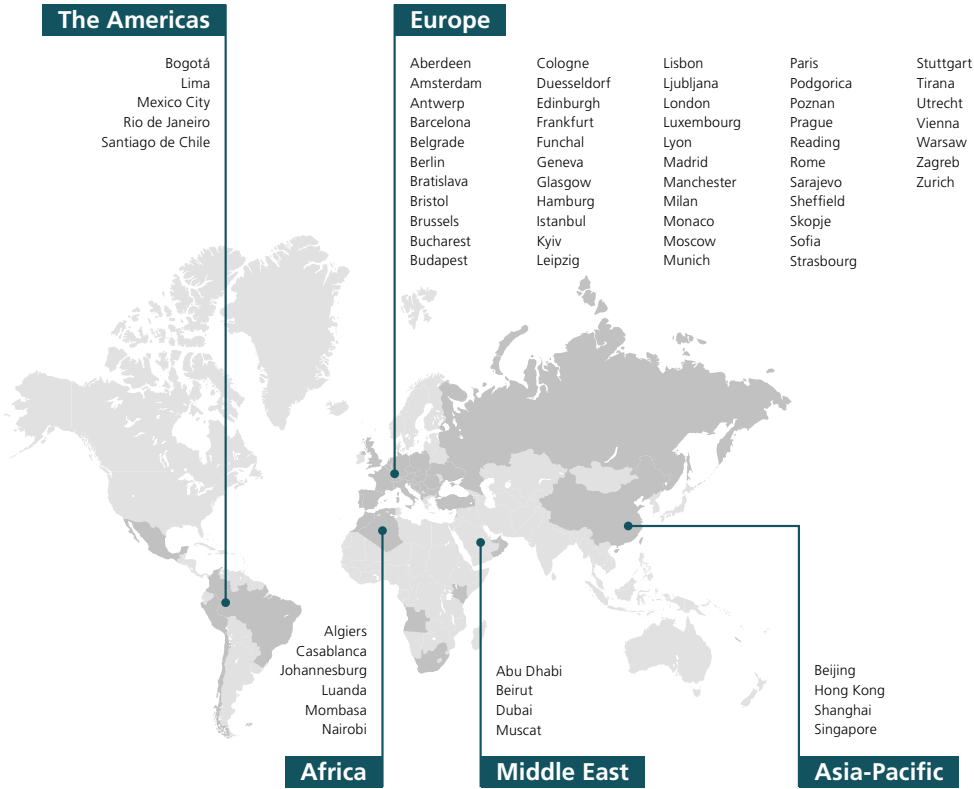 The Americas
Bogotá
Lima
Mexico City
Rio de Janeiro
Santiago de Chile
Europe
Aberdeen
Amsterdam
Antwerp
Barcelona
Belgrade
Berlin
Bratislava
Bristol
Brussels
Bucharest
Budapest
Cologne
Duesseldorf
Edinburgh
Frankfurt
Funchal
Geneva
Glasgow
Hamburg
Istanbul
Kyiv
Leipzig
Lisbon
Ljubljana
London
Luxembourg
Lyon
Madrid
Manchester
Milan
Monaco
Moscow
Munich
Paris
Podgorica
Poznan
Prague
Reading
Rome
Sarajevo
Sheffield
Skopje
Sofia
Strasbourg
Stuttgart
Tirana
Utrecht
Vienna
Warsaw
Zagreb
Zurich
Algiers
Casablanca
Johannesburg
Luanda
Mombasa
Nairobi
Africa
Abu Dhabi
Beirut
Dubai
Muscat
Middle East
Beijing
Hong Kong
Shanghai
Singapore
Asia-Pacific